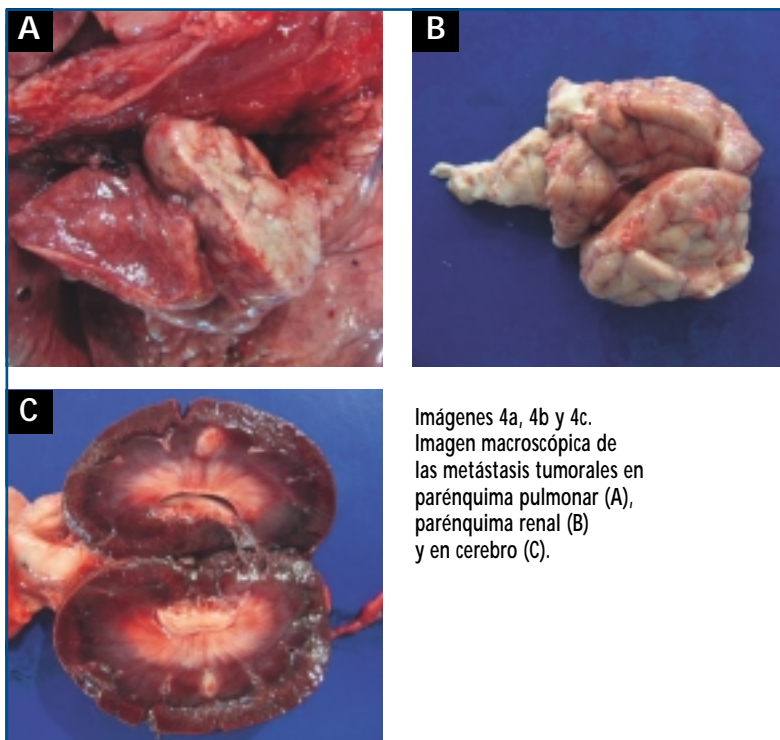 A
B
C
Imágenes 4a, 4b y 4c.
Imagen macroscópica de
las metástasis tumorales en
parénquima pulmonar (A),
parénquima renal (B)
y en cerebro (C).